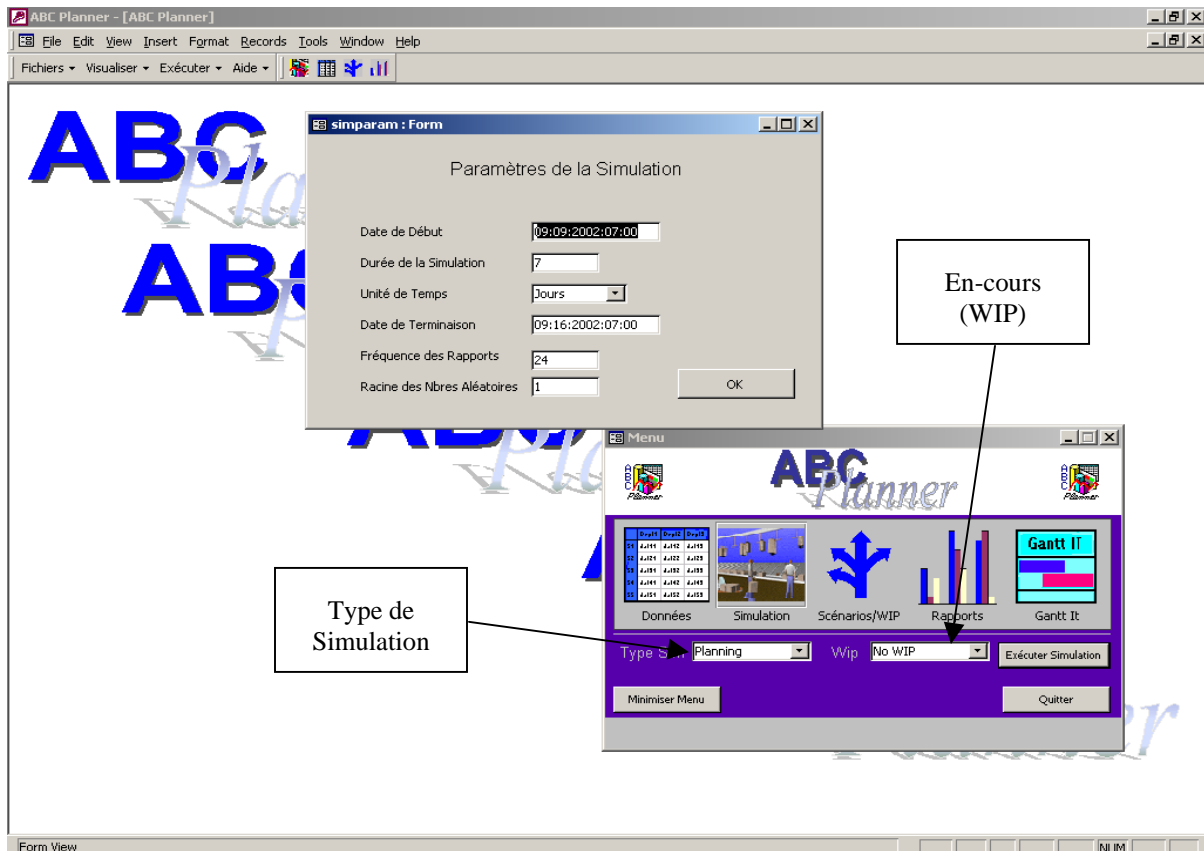 ABC Planner - [ABC Planner]
File Edit View Insert Format Records Tools Window Help
Fichiers Visualiser Exécuter Aide
ABC
simparam : Form
Paramètres de la Simulation
Date de Début 09:09:2002:07:00
Durée de la Simulation 7
Unité de Temps Jours
Date de Terminaison 09:16:2002:07:00
Fréquence des Rapports 24
Racine des Nbres Aléatoires 1
OK
En-cours
(WIP)
Menu
ABC Planner
Gantt IT
Données Simulation Scénarios/WIP Rapports Gantt It
Type de
Simulation
Type Sim Planning Wip No WIP Exécuter Simulation
Minimiser Menu Quitter
Planner
Form View NUM